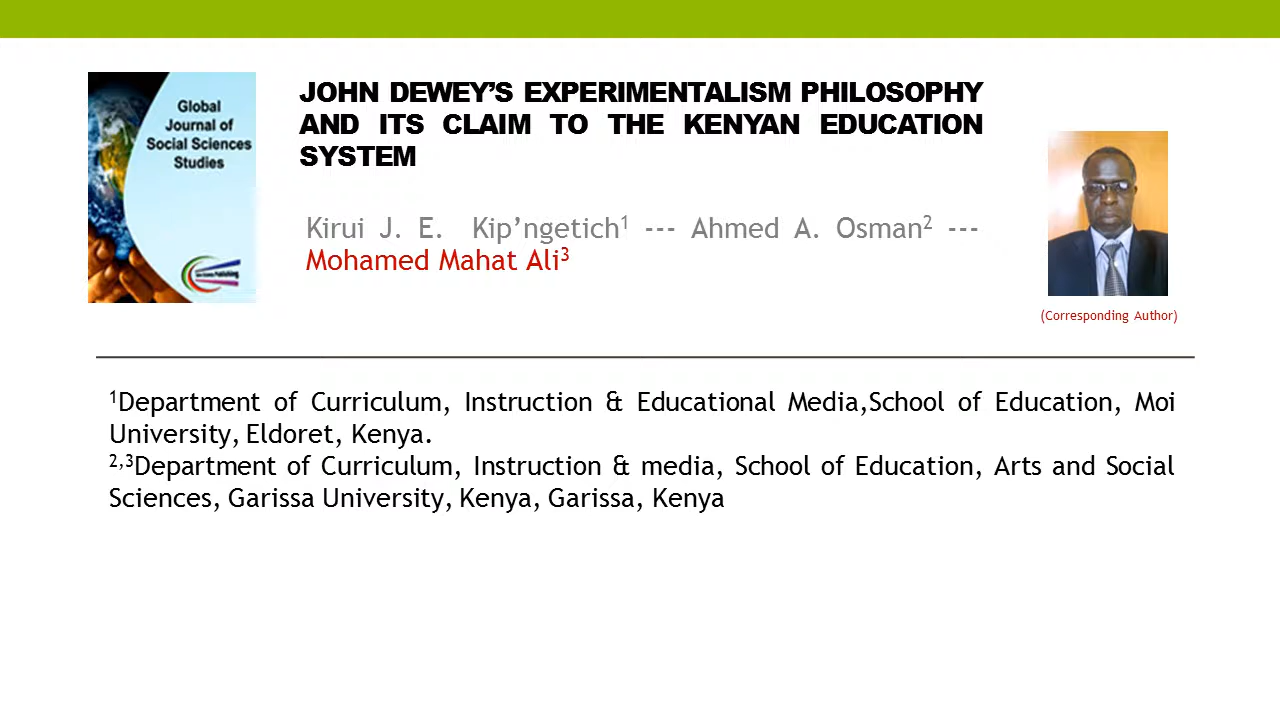 Global
Journal of
Social Sciences
Studies
JOHN DEWEY’S EXPERIMENTALISM PHILOSOPHY
AND ITS CLAIM TO THE KENYAN EDUCATION
SYSTEM
Kirui J. E. Kip’ngetich1 --- Ahmed A. Osman2 ---
Mohamed Mahat Ali3
(Corresponding Author)
1Department of Curriculum, Instruction & Educational Media,School of Education, Moi
University, Eldoret, Kenya.
2,3Department of Curriculum, Instruction & media, School of Education, Arts and Social
Sciences, Garissa University, Kenya, Garissa, Kenya